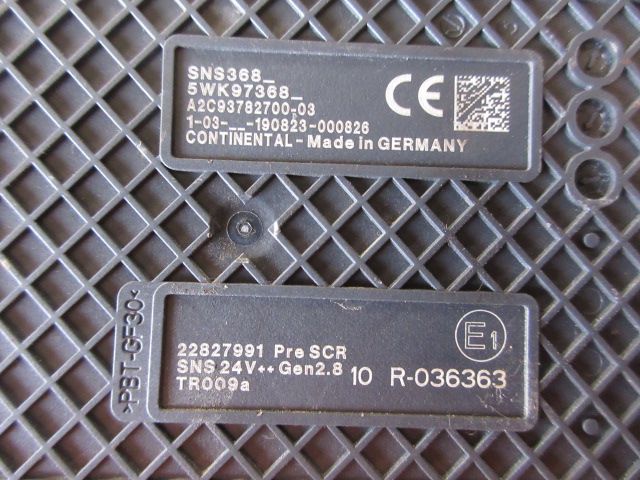 SNS368_
5WK97368_
A2C93782700-03
1-03-__-190823-000826
CONTINENTAL - Made in GERMANY
CE
>PBT-GF30<
22827991 Pre SCR
SNS 24V++ Gen2.8
TR009a
10 R-036363
E1